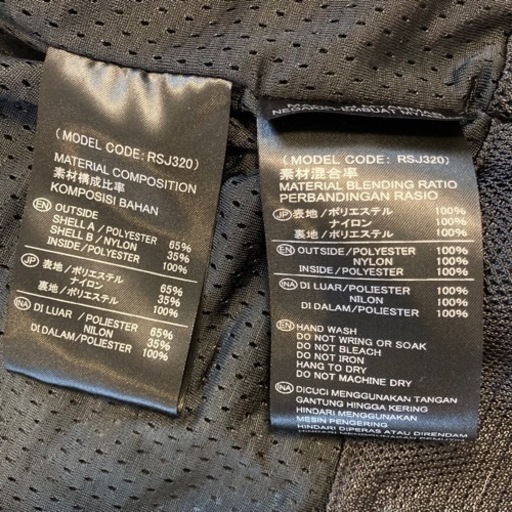 (MODEL CODE: RSJ320)
MATERIAL COMPOSITION
素材構成比率
KOMPOSISI BAHAN
EN OUTSIDE
SHELL A / POLYESTER 65%
SHELL B / NYLON 35%
INSIDE/POLYESTER 100%
JP 表地/ポリエステル 65%
ナイロン 35%
裏地/ポリエステル 100%
INA DI LUAR/POLIESTER 65%
NILON 35%
DI DALAM/POLIESTER 100%
(MODEL CODE: RSJ320)
素材混合率
MATERIAL BLENDING RATIO
PERBANDINGAN RASIO
JP 表地/ポリエステル 100%
ナイロン 100%
裏地/ポリエステル 100%
EN OUTSIDE/POLYESTER 100%
NYLON 100%
INSIDE/POLYESTER 100%
INA DI LUAR/POLIESTER 100%
NILON 100%
DI DALAM/POLIESTER 100%
EN HAND WASH
DO NOT WRING OR SOAK
DO NOT BLEACH
DO NOT IRON
HANG TO DRY
DO NOT MACHINE DRY
INA DICUCI MENGGUNAKAN TANGAN
GANTUNG HINGGA KERING
HINDARI MENGGUNAKAN
MESIN PENGERING
HINDARI DIPERAS ATAU DIRENDAM